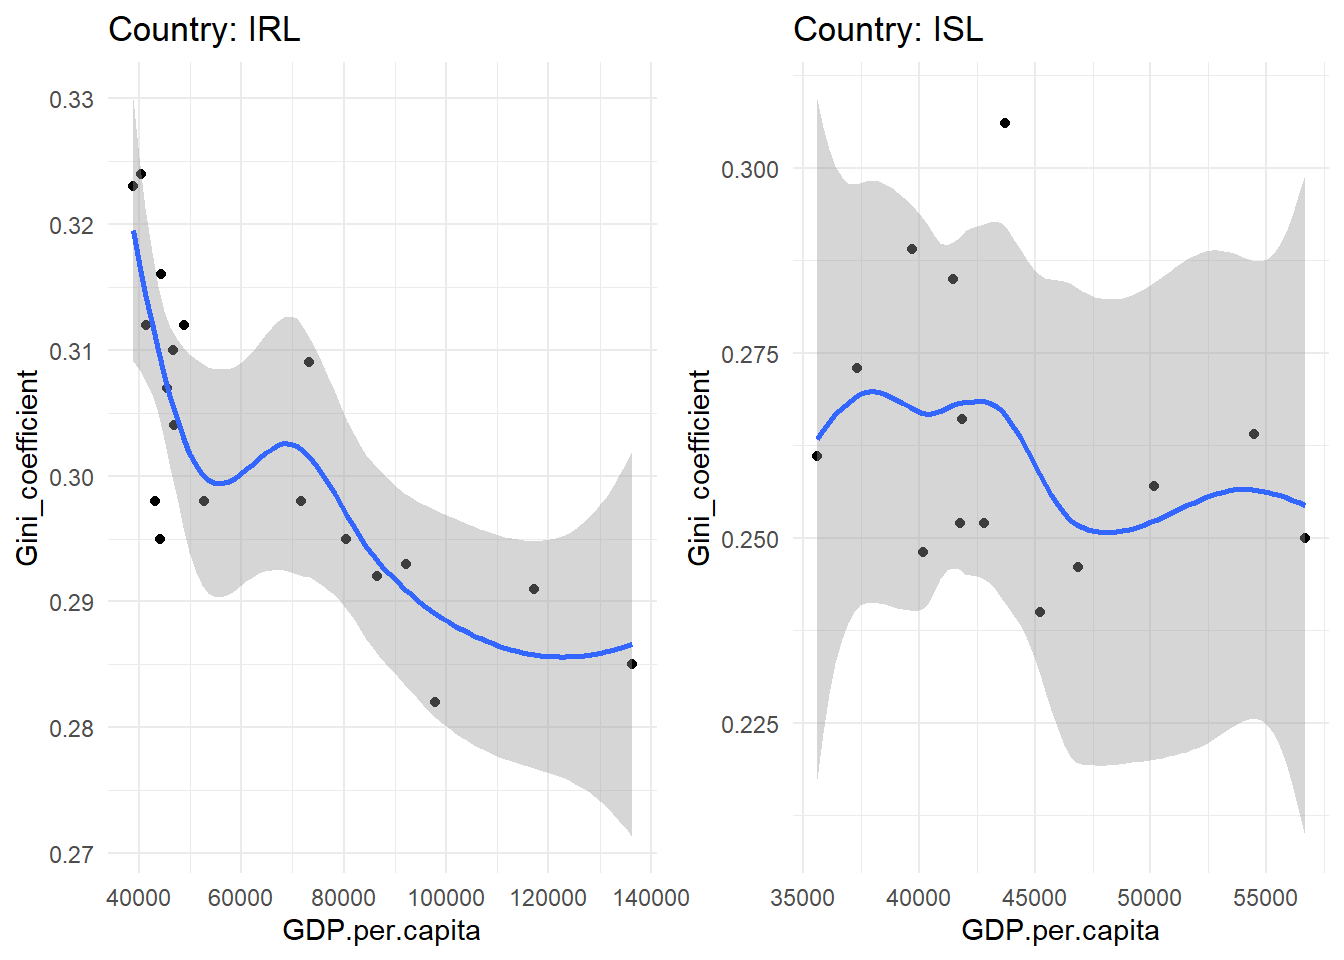 Country: IRL
0.33
0.32
0.31
0.30
0.29
0.28
0.27
Gini_coefficient
40000 60000 80000 100000 120000 140000
GDP.per.capita
Country: ISL
0.300
0.275
0.250
0.225
Gini_coefficient
35000 40000 45000 50000 55000
GDP.per.capita